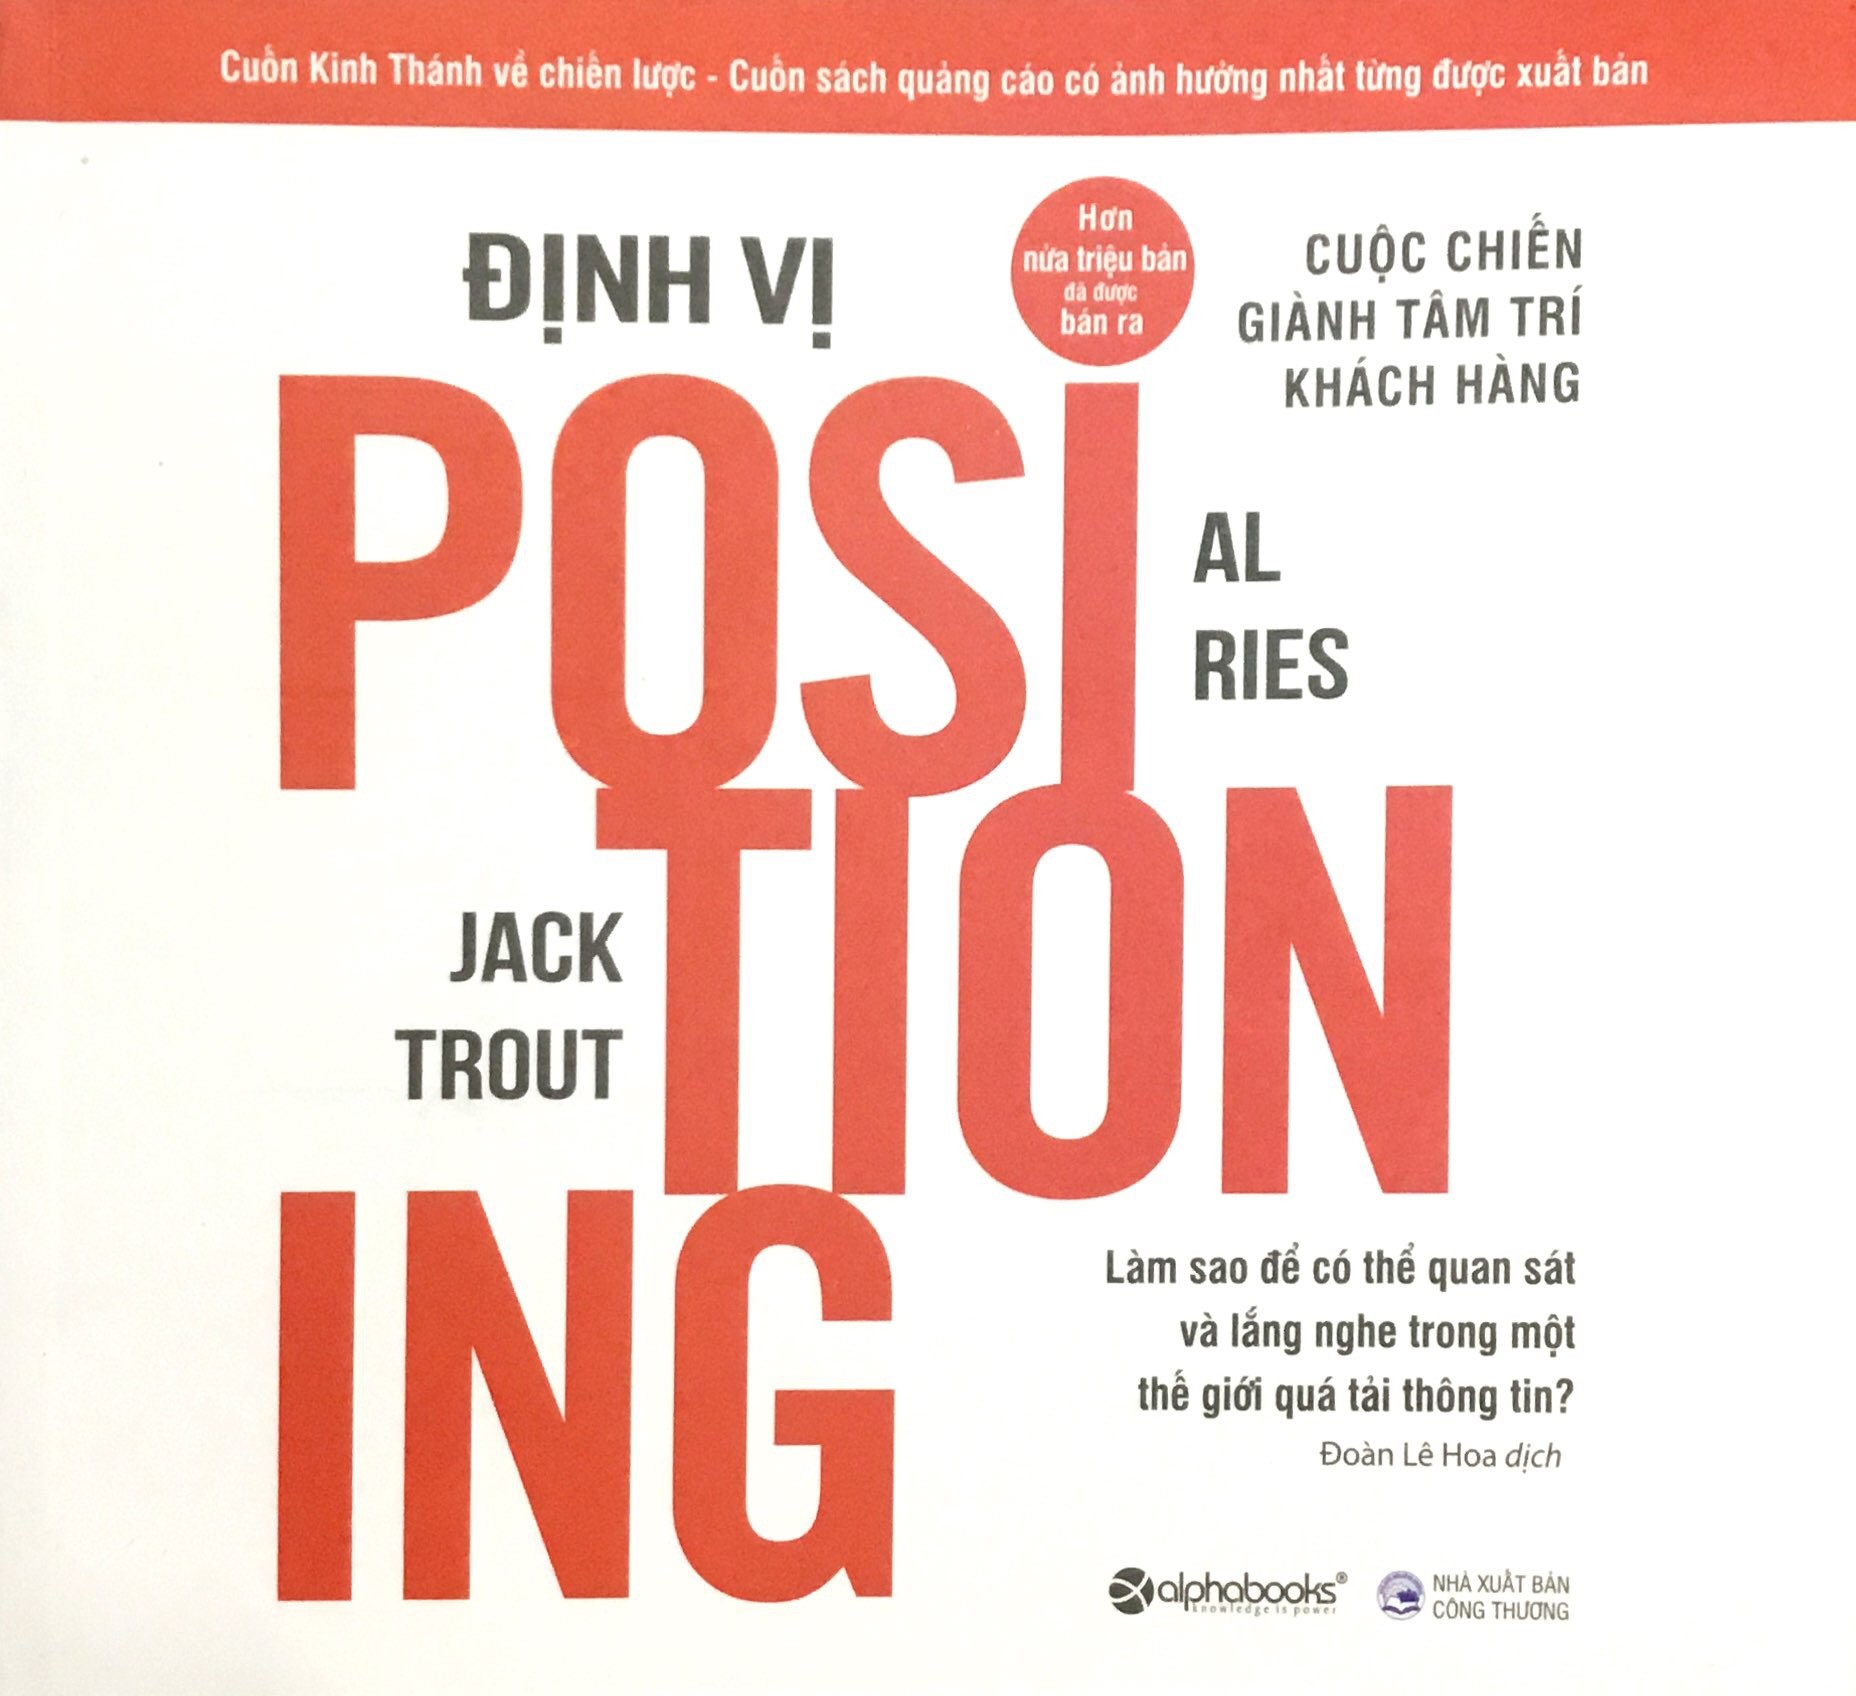 Cuốn Kinh Thánh về chiến lược - Cuốn sách quảng cáo có ảnh hưởng nhất từng được xuất bản
ĐỊNH VỊ
Hơn
nửa triệu bản
đã được
bán ra
CUỘC CHIẾN
GIÀNH TÂM TRÍ
KHÁCH HÀNG
POSI
AL
RIES
TION
JACK
TROUT
ING
Làm sao để có thể quan sát
và lắng nghe trong một
thế giới quá tải thông tin?
Đoàn Lê Hoa dịch
alphabooks®
knowledge is power
NHÀ XUẤT BẢN
CÔNG THƯƠNG